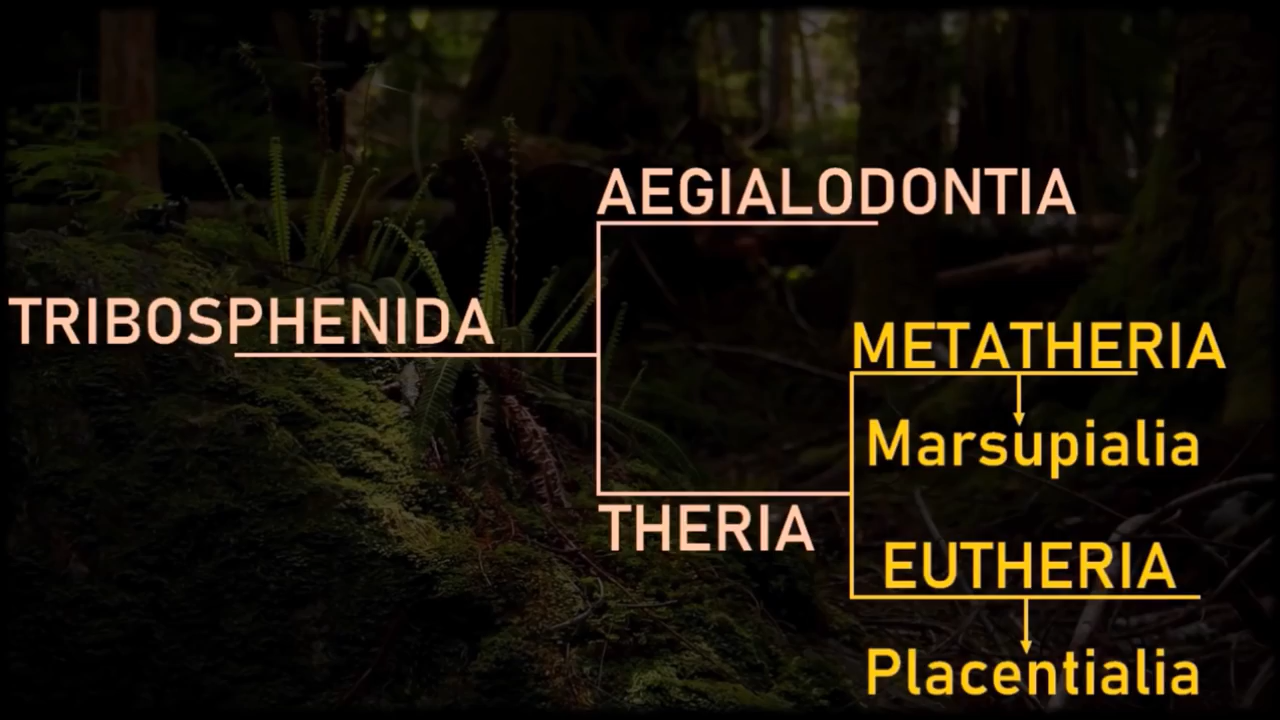 AEGIALODONTIA
TRIBOSPHENIDA
METATHERIA
Marsupialia
THERIA
EUTHERIA
Placentialia